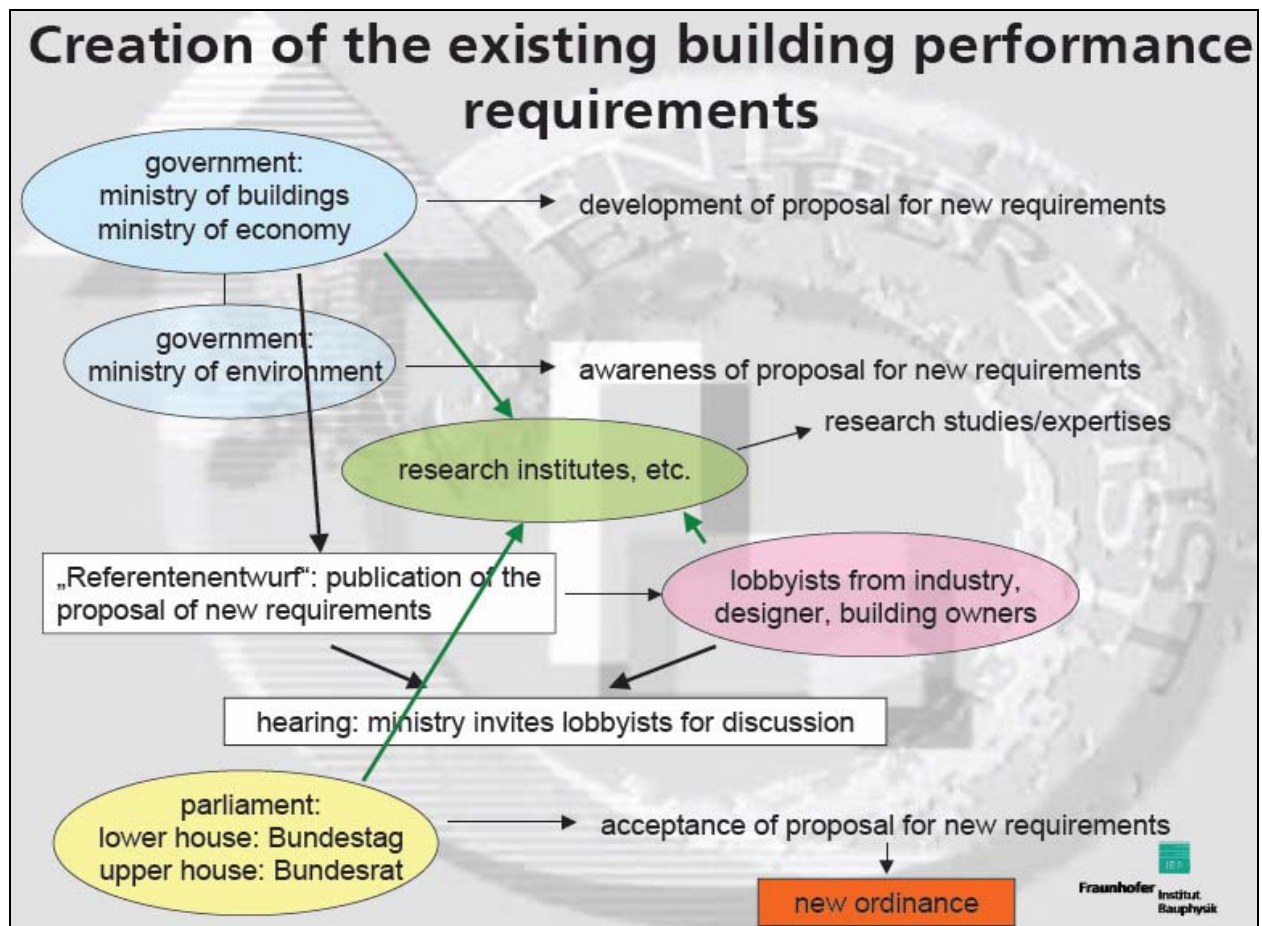 Creation of the existing building performance
requirements
government:
ministry of buildings
ministry of economy
development of proposal for new requirements
government:
ministry of environment
awareness of proposal for new requirements
research studies/expertises
research institutes, etc.
„Referentenentwurf“: publication of the
proposal of new requirements
lobbyists from industry,
designer, building owners
hearing: ministry invites lobbyists for discussion
parliament:
lower house: Bundestag
upper house: Bundesrat
acceptance of proposal for new requirements
new ordinance
IBP
Fraunhofer Institut
Bauphysik